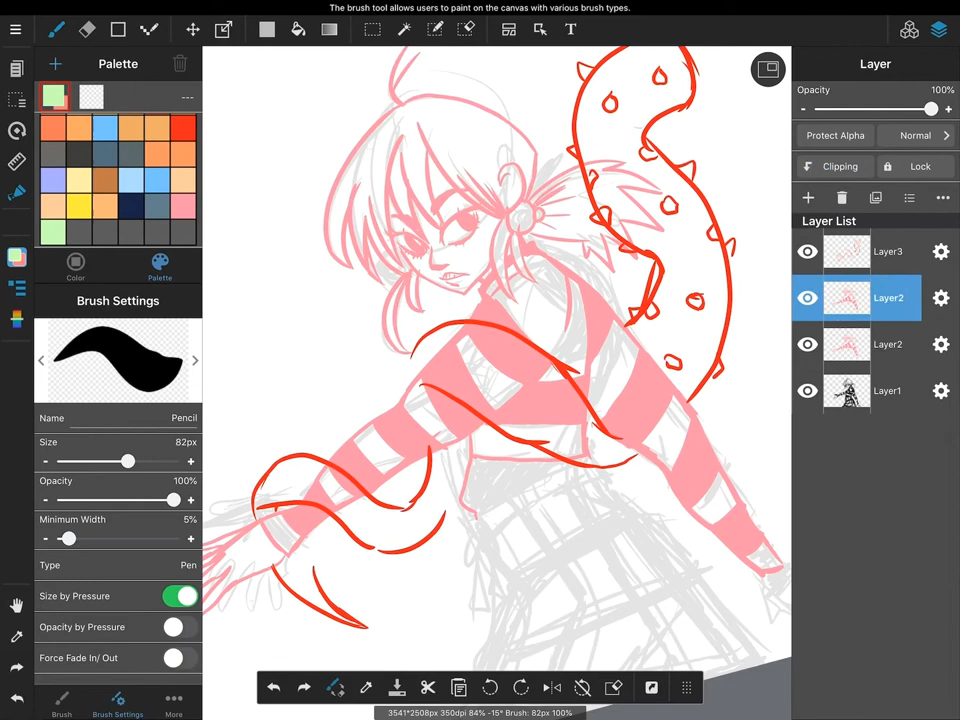 The brush tool allows users to paint on the canvas with various brush types.
T
Palette
---
Color
Palette
Brush Settings
Name
Pencil
Size
82px
-
+
Opacity
100%
-
+
Minimum Width
5%
-
+
Type
Pen
Size by Pressure
Opacity by Pressure
Force Fade In/ Out
Brush
Brush Settings
More
Layer
Opacity
100%
-
+
Protect Alpha
Normal
Clipping
Lock
Layer List
Layer3
Layer2
Layer2
Layer1
3541*2508px 350dpi 84% -15° Brush: 82px 100%